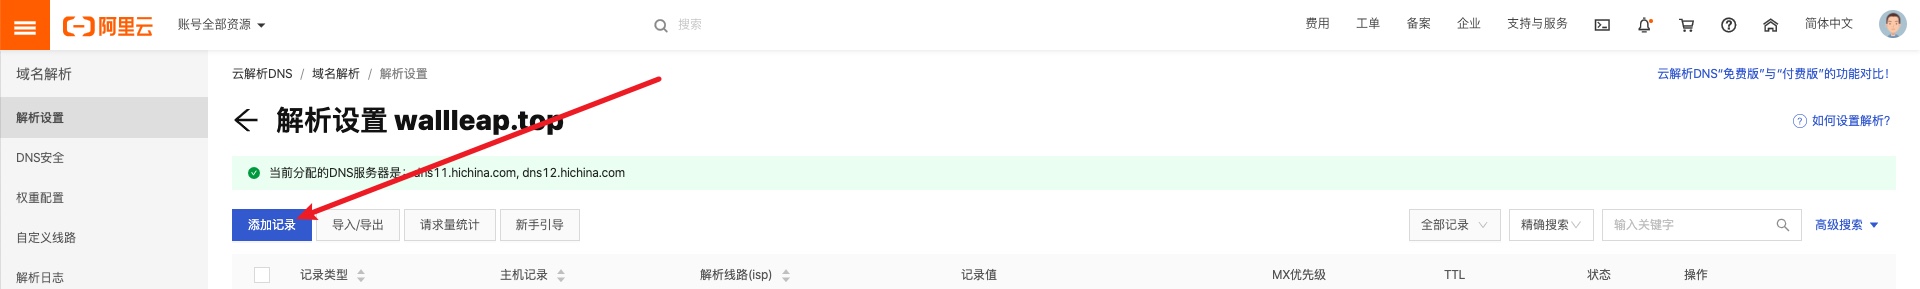 阿里云 账号全部资源 搜索 费用 工单 备案 企业 支持与服务 简体中文
域名解析
解析设置
DNS安全
权重配置
自定义线路
解析日志
云解析DNS / 域名解析 / 解析设置
云解析DNS“免费版”与“付费版”的功能对比！
解析设置 wallleap.top
如何设置解析?
当前分配的DNS服务器是：dns11.hichina.com, dns12.hichina.com
添加记录 导入/导出 请求量统计 新手引导 全部记录 精确搜索 输入关键字 高级搜索
记录类型 主机记录 解析线路(isp) 记录值 MX优先级 TTL 状态 操作